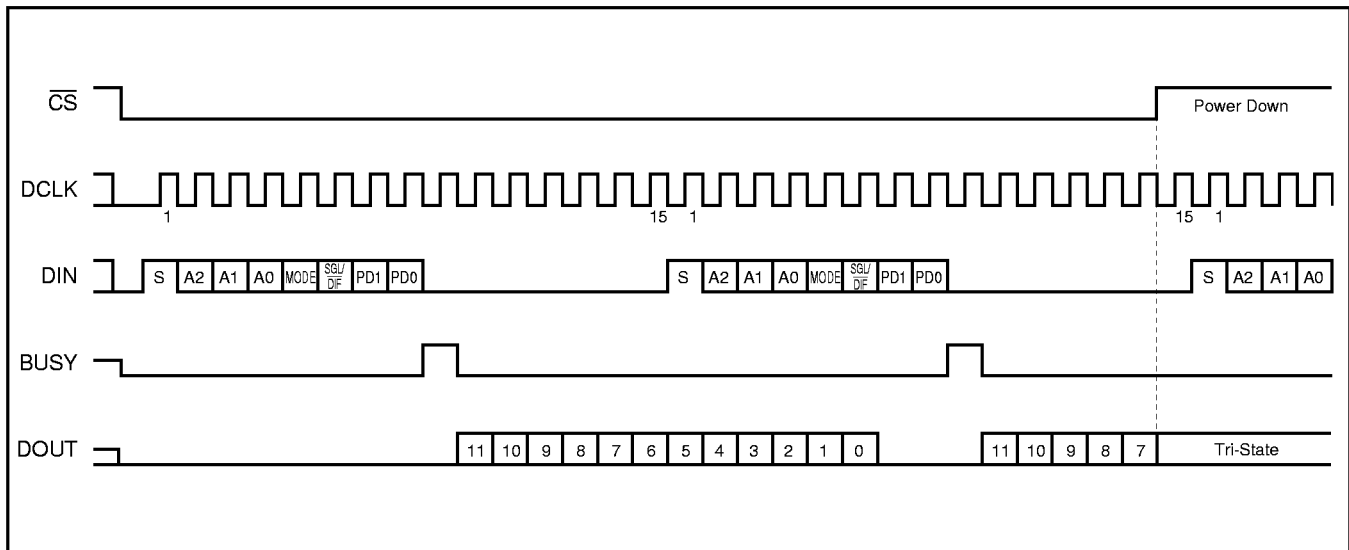 CS
Power Down
DCLK
1 15 1 15 1
DIN
S A2 A1 A0 MODE SGL/DIF PD1 PD0 S A2 A1 A0 MODE SGL/DIF PD1 PD0 S A2 A1 A0
BUSY
DOUT
11 10 9 8 7 6 5 4 3 2 1 0 11 10 9 8 7 Tri-State